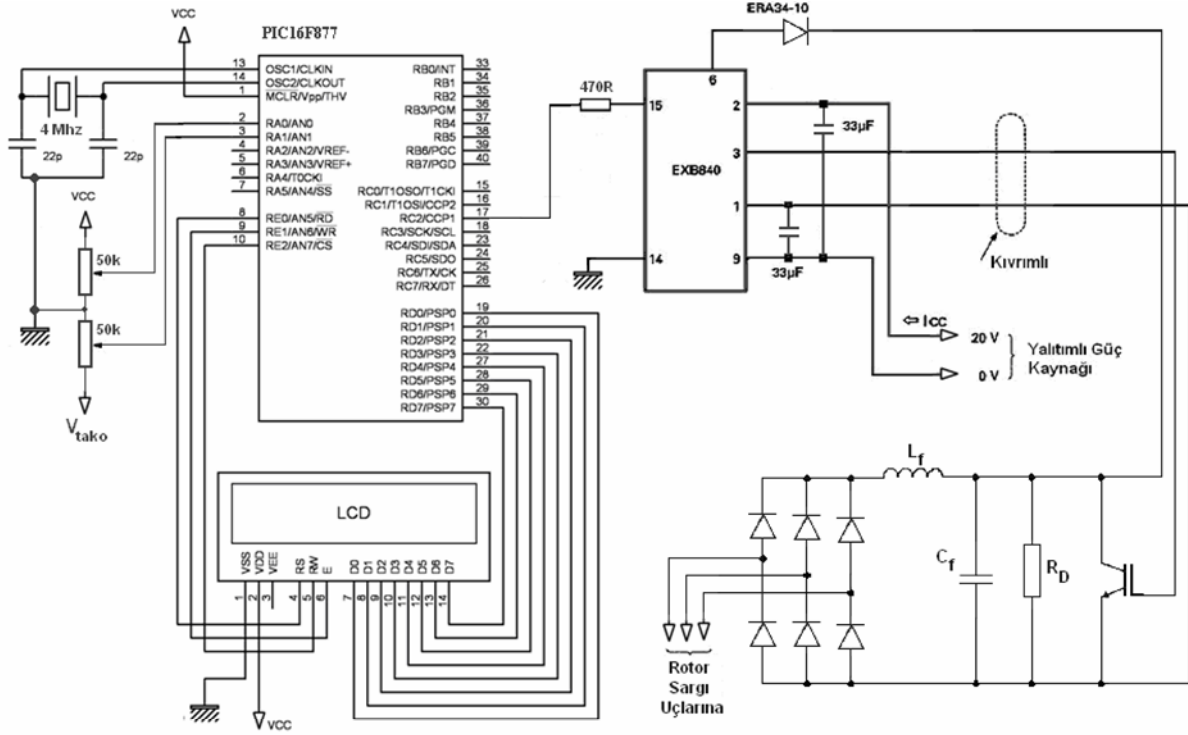 ERA34-10
VCC
PIC16F877
13 OSC1/CLKIN
14 OSC2/CLKOUT
1 MCLR/Vpp/THV
2 RA0/AN0
3 RA1/AN1
4 RA2/AN2/VREF-
5 RA3/AN3/VREF+
6 RA4/T0CKI
7 RA5/AN4/SS
8 RE0/AN5/RD
9 RE1/AN6/WR
10 RE2/AN7/CS
RB0/INT 33
RB1 34
RB2 35
RB3/PGM 36
RB4 37
RB5 38
RB6/PGC 39
RB7/PGD 40
RC0/T1OSO/T1CKI 15
RC1/T1OSI/CCP2 16
RC2/CCP1 17
RC3/SCK/SCL 18
RC4/SDI/SDA 23
RC5/SDO 24
RC6/TX/CK 25
RC7/RX/DT 26
RD0/PSP0 19
RD1/PSP1 20
RD2/PSP2 21
RD3/PSP3 22
RD4/PSP4 27
RD5/PSP5 28
RD6/PSP6 29
RD7/PSP7 30
4 Mhz
22p
22p
VCC
50k
50k
Vtako
470R
EXB840
15
14
6
2
3
1
9
33µF
33µF
Kıvrımlı
⇦ Icc
20 V
0 V
Yalıtımlı Güç
Kaynağı
LCD
VSS VDD VEE RS RW E D0 D1 D2 D3 D4 D5 D6 D7
1 2 3 4 5 6 7 8 9 10 11 12 13 14
VCC
Lf
Cf
RD
Rotor
Sargı
Uçlarına